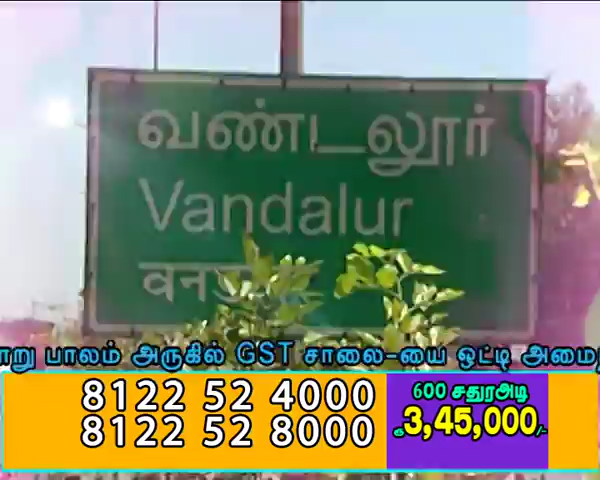 வண்டலூர்
Vandalur
பாலம் அருகில் GST சாலை-யை ஒட்டி
8122 52 4000
8122 52 8000
600 சதுரஅடி
ரூ3,45,000/-